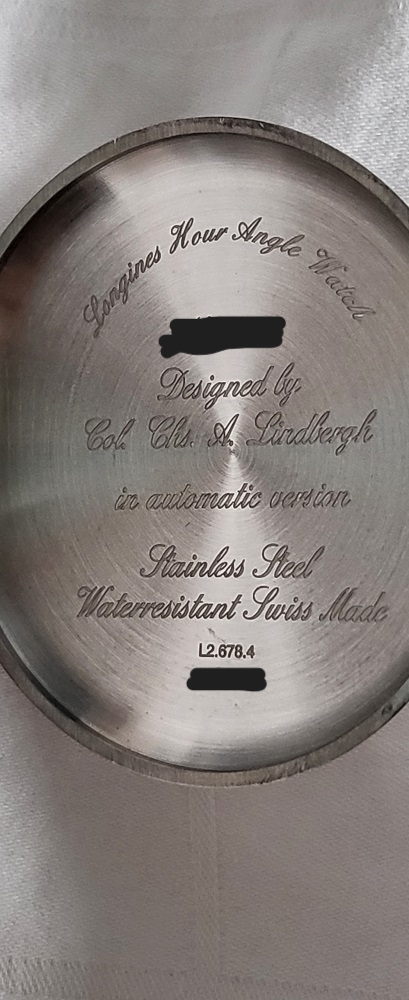 Longines Hour Angle Watch
Designed by
Col. Chs. A. Lindbergh
in automatic version
Stainless Steel
Waterresistant Swiss Made
L2.678.4